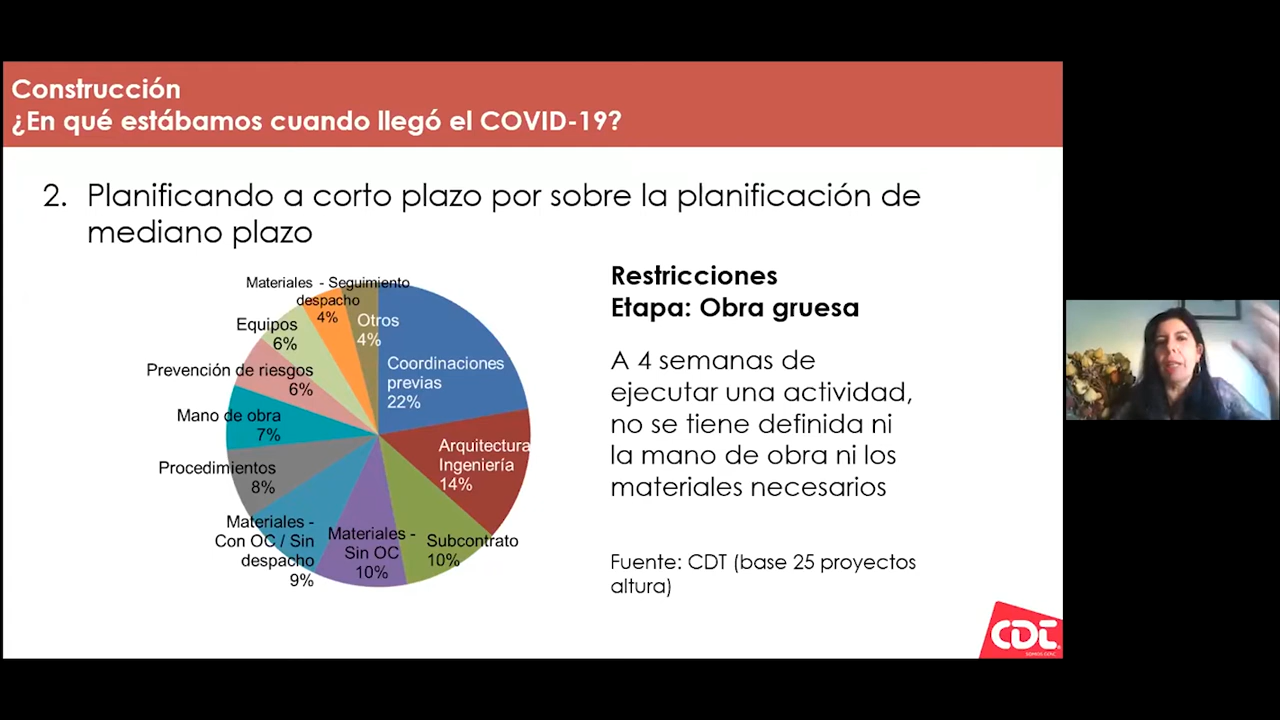 Construcción
¿En qué estábamos cuando llegó el COVID-19?
2. Planificando a corto plazo por sobre la planificación de
mediano plazo
Materiales - Seguimiento
despacho
4%
Otros
4%
Equipos
6%
Coordinaciones
previas
22%
Prevención de riesgos
6%
Mano de obra
7%
Arquitectura
Ingeniería
14%
Procedimientos
8%
Materiales -
Con OC / Sin
despacho
9%
Materiales -
Sin OC
10%
Subcontrato
10%
Restricciones
Etapa: Obra gruesa
A 4 semanas de
ejecutar una actividad,
no se tiene definida ni
la mano de obra ni los
materiales necesarios
Fuente: CDT (base 25 proyectos
altura)
CDT